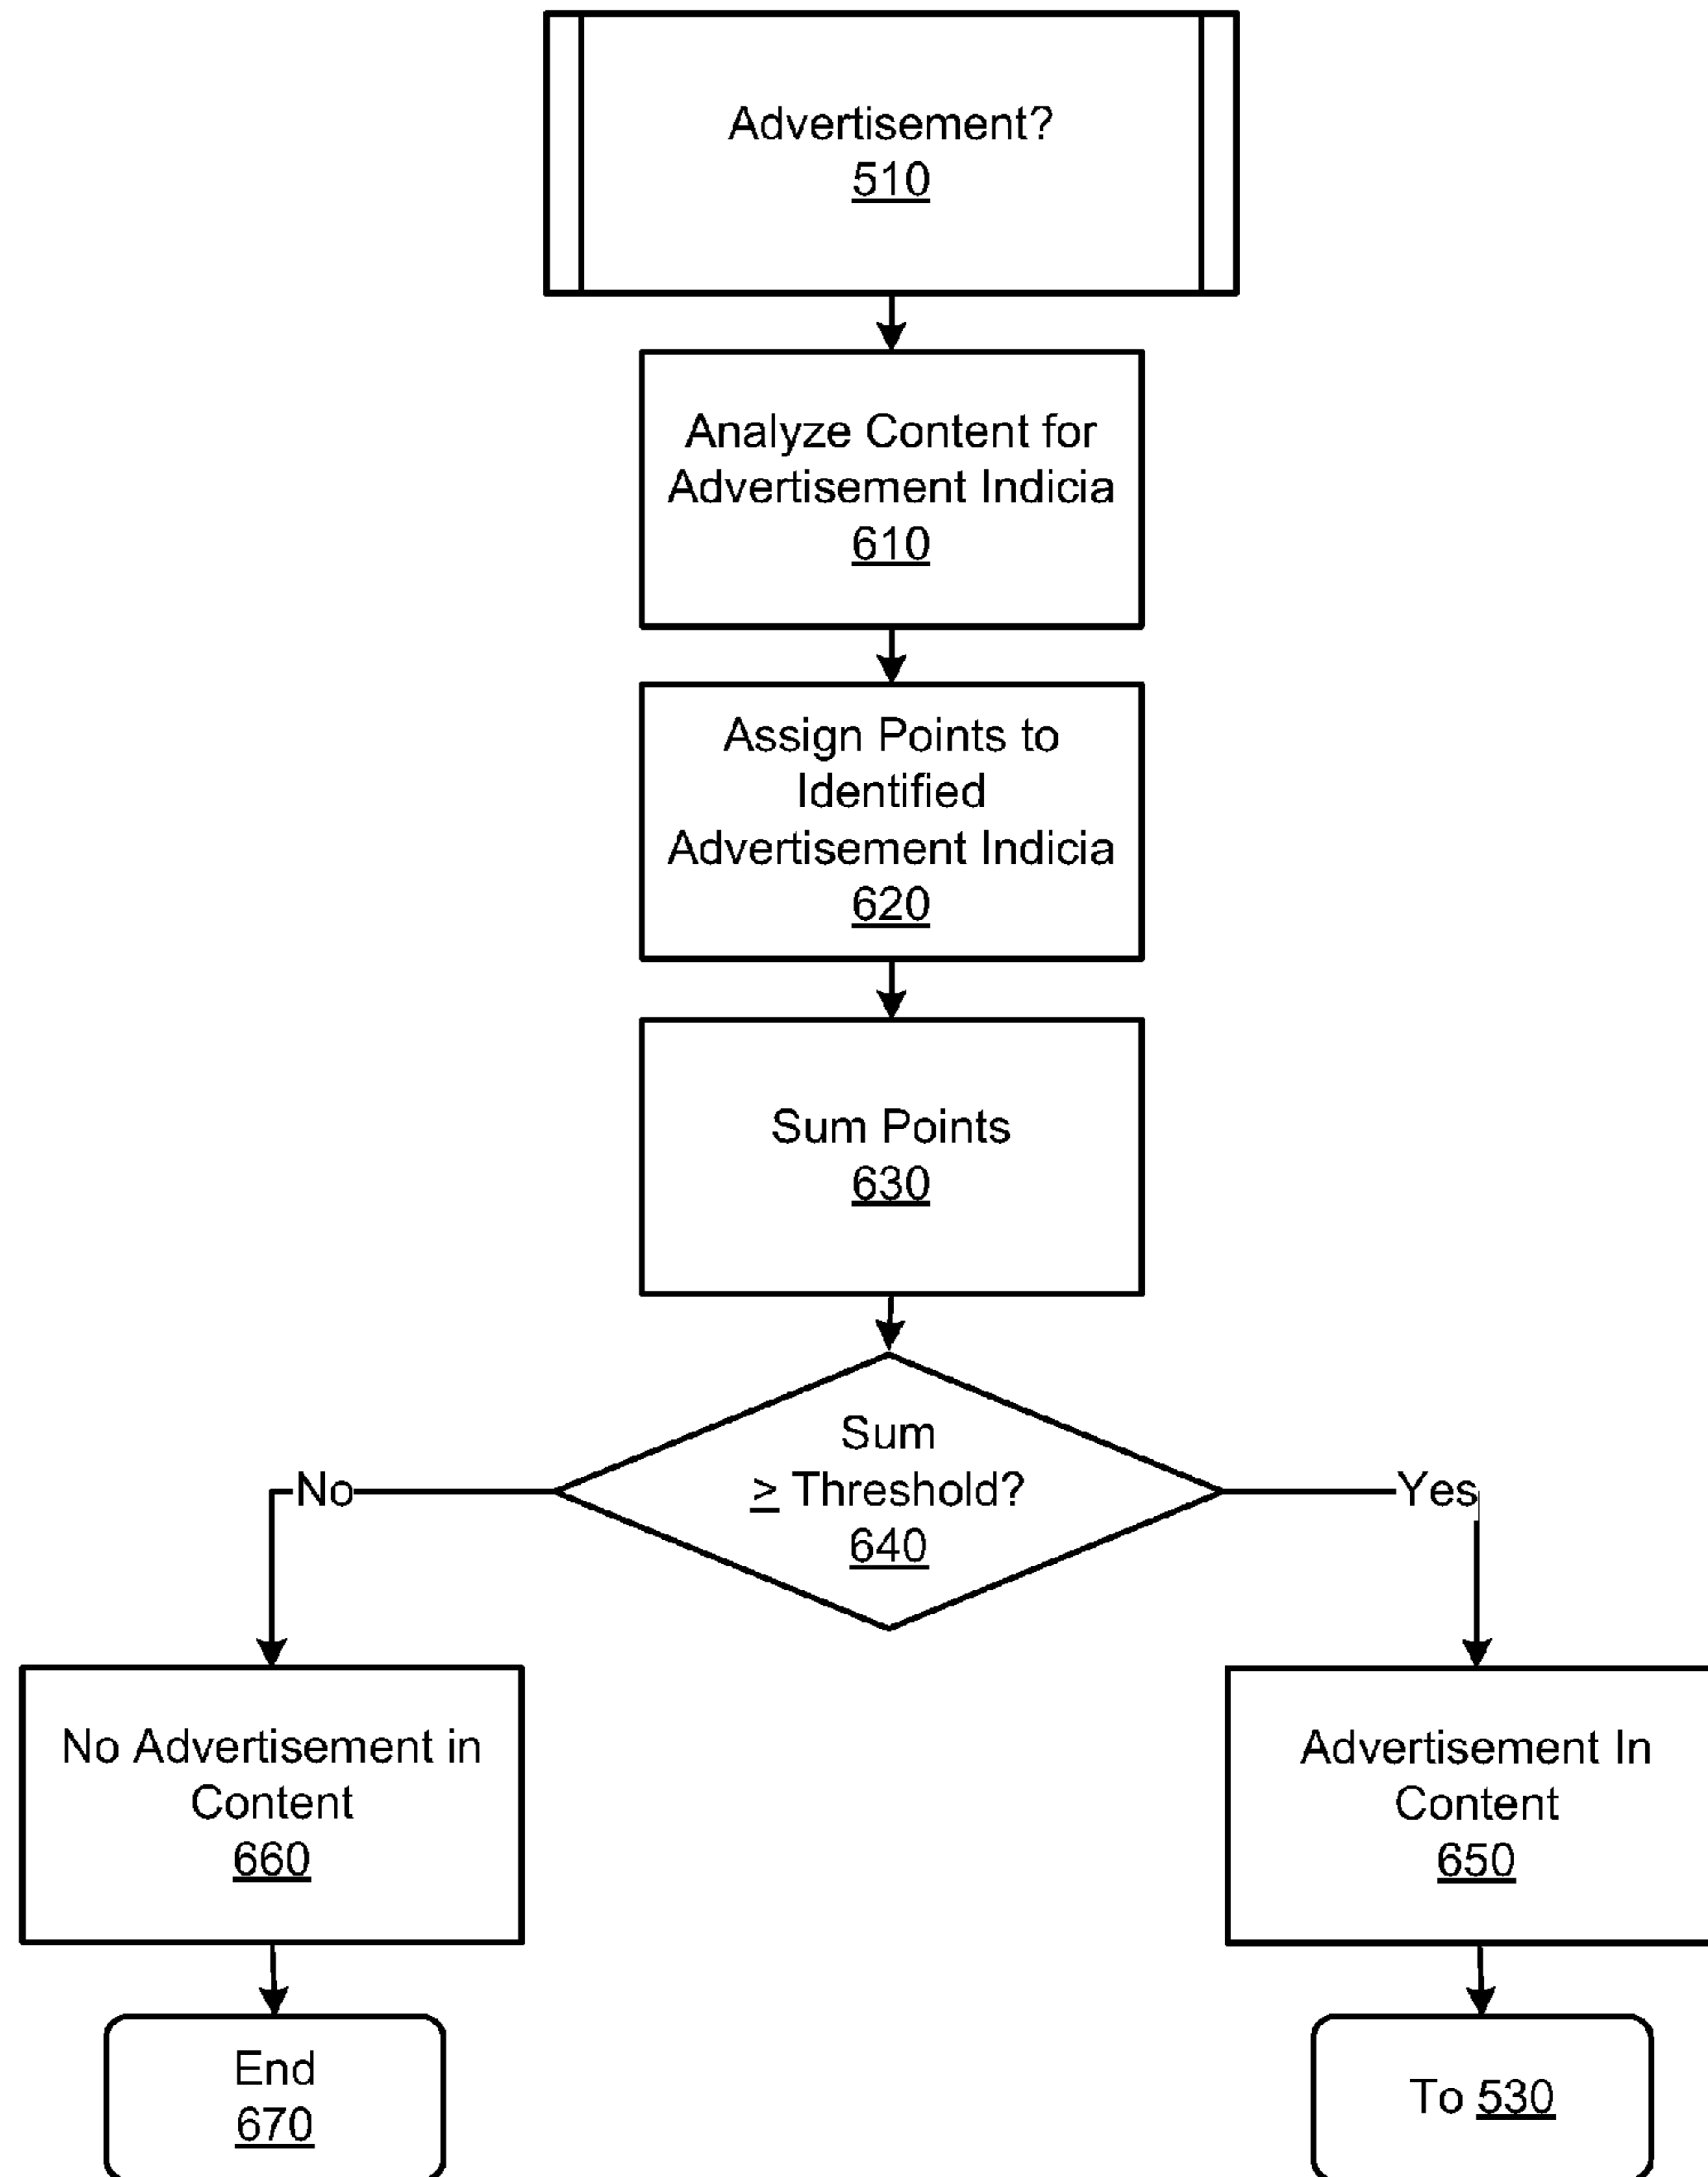 Advertisement?
510
Analyze Content for
Advertisement Indicia
610
Assign Points to
Identified
Advertisement Indicia
620
Sum Points
630
Sum
≥ Threshold?
640
No
Yes
No Advertisement in
Content
660
Advertisement In
Content
650
End
670
To 530